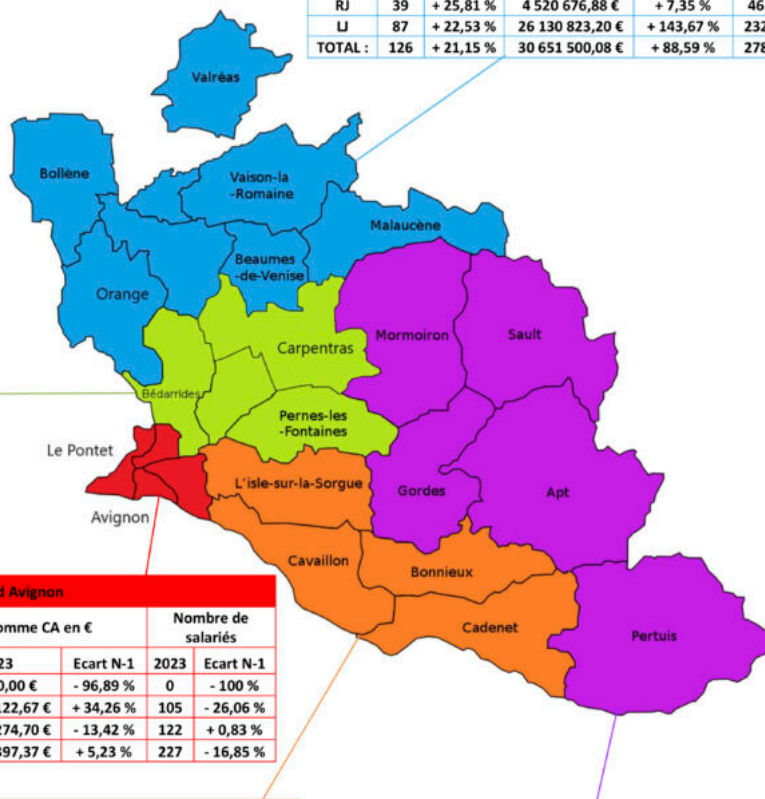 RJ 39 + 25,81 % 4 520 676,88 € + 7,35 % 46
LJ 87 + 22,53 % 26 130 823,20 € + 143,67 % 232
TOTAL : 126 + 21,15 % 30 651 500,08 € + 88,59 % 278
Valréas
Bollène
Vaison-la
-Romaine
Malaucène
Beaumes
-de-Venise
Orange
Mormoiron
Sault
Carpentras
Bédarrides
Pernes-les
-Fontaines
Le Pontet
L'isle-sur-la-Sorgue
Gordes
Apt
Avignon
Cavaillon
Bonnieux
Cadenet
Pertuis
d Avignon
omme CA en €
Nombre de
salariés
23 Ecart N-1 2023 Ecart N-1
0,00 € - 96,89 % 0 - 100 %
122,67 € + 34,26 % 105 - 26,06 %
274,70 € - 13,42 % 122 + 0,83 %
397,37 € + 5,23 % 227 - 16,85 %